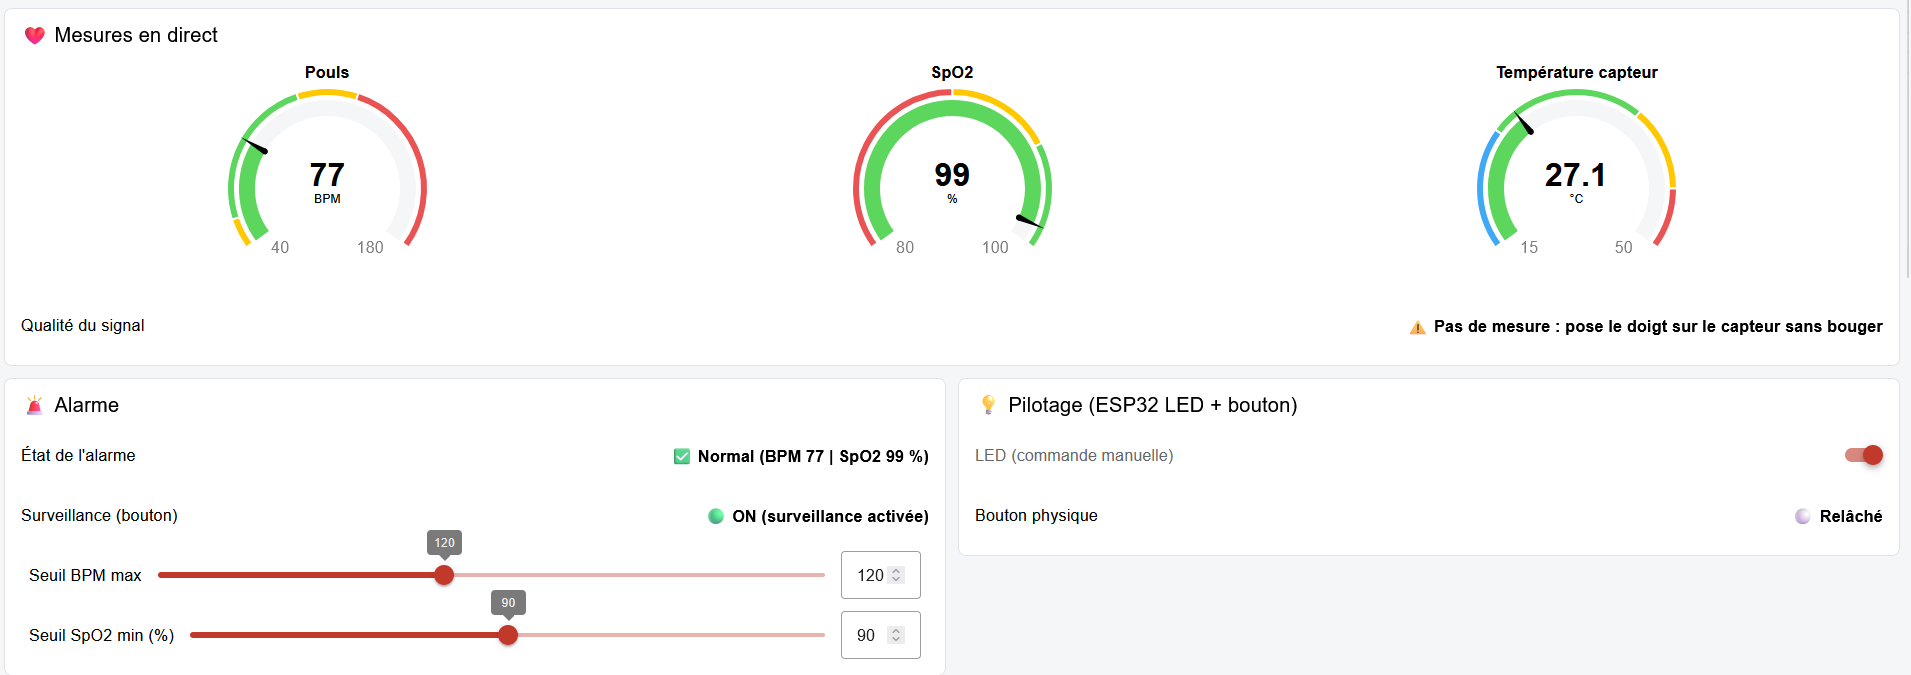 Mesures en direct
Pouls
SpO2
Température capteur
77
BPM
40
180
99
%
80
100
27.1
°C
15
50
Qualité du signal
Pas de mesure : pose le doigt sur le capteur sans bouger
Alarme
État de l'alarme
Normal (BPM 77 | SpO2 99 %)
Surveillance (bouton)
ON (surveillance activée)
120
Seuil BPM max
120
90
Seuil SpO2 min (%)
90
Pilotage (ESP32 LED + bouton)
LED (commande manuelle)
Bouton physique
Relâché